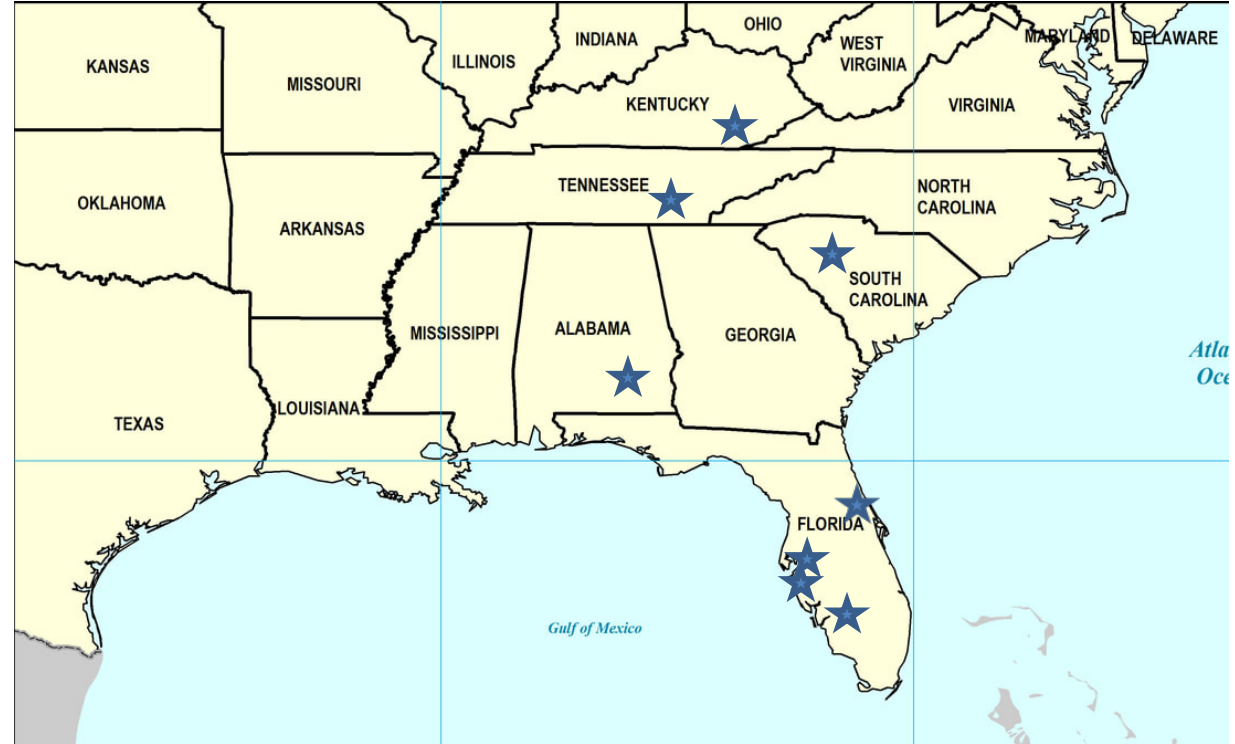 OHIO
INDIANA
MARYLAND
DELAWARE
WEST
VIRGINIA
ILLINOIS
KANSAS
MISSOURI
KENTUCKY
VIRGINIA
TENNESSEE
NORTH
CAROLINA
OKLAHOMA
ARKANSAS
SOUTH
CAROLINA
MISSISSIPPI
ALABAMA
GEORGIA
Atla
Oce
LOUISIANA
TEXAS
FLORIDA
Gulf of Mexico